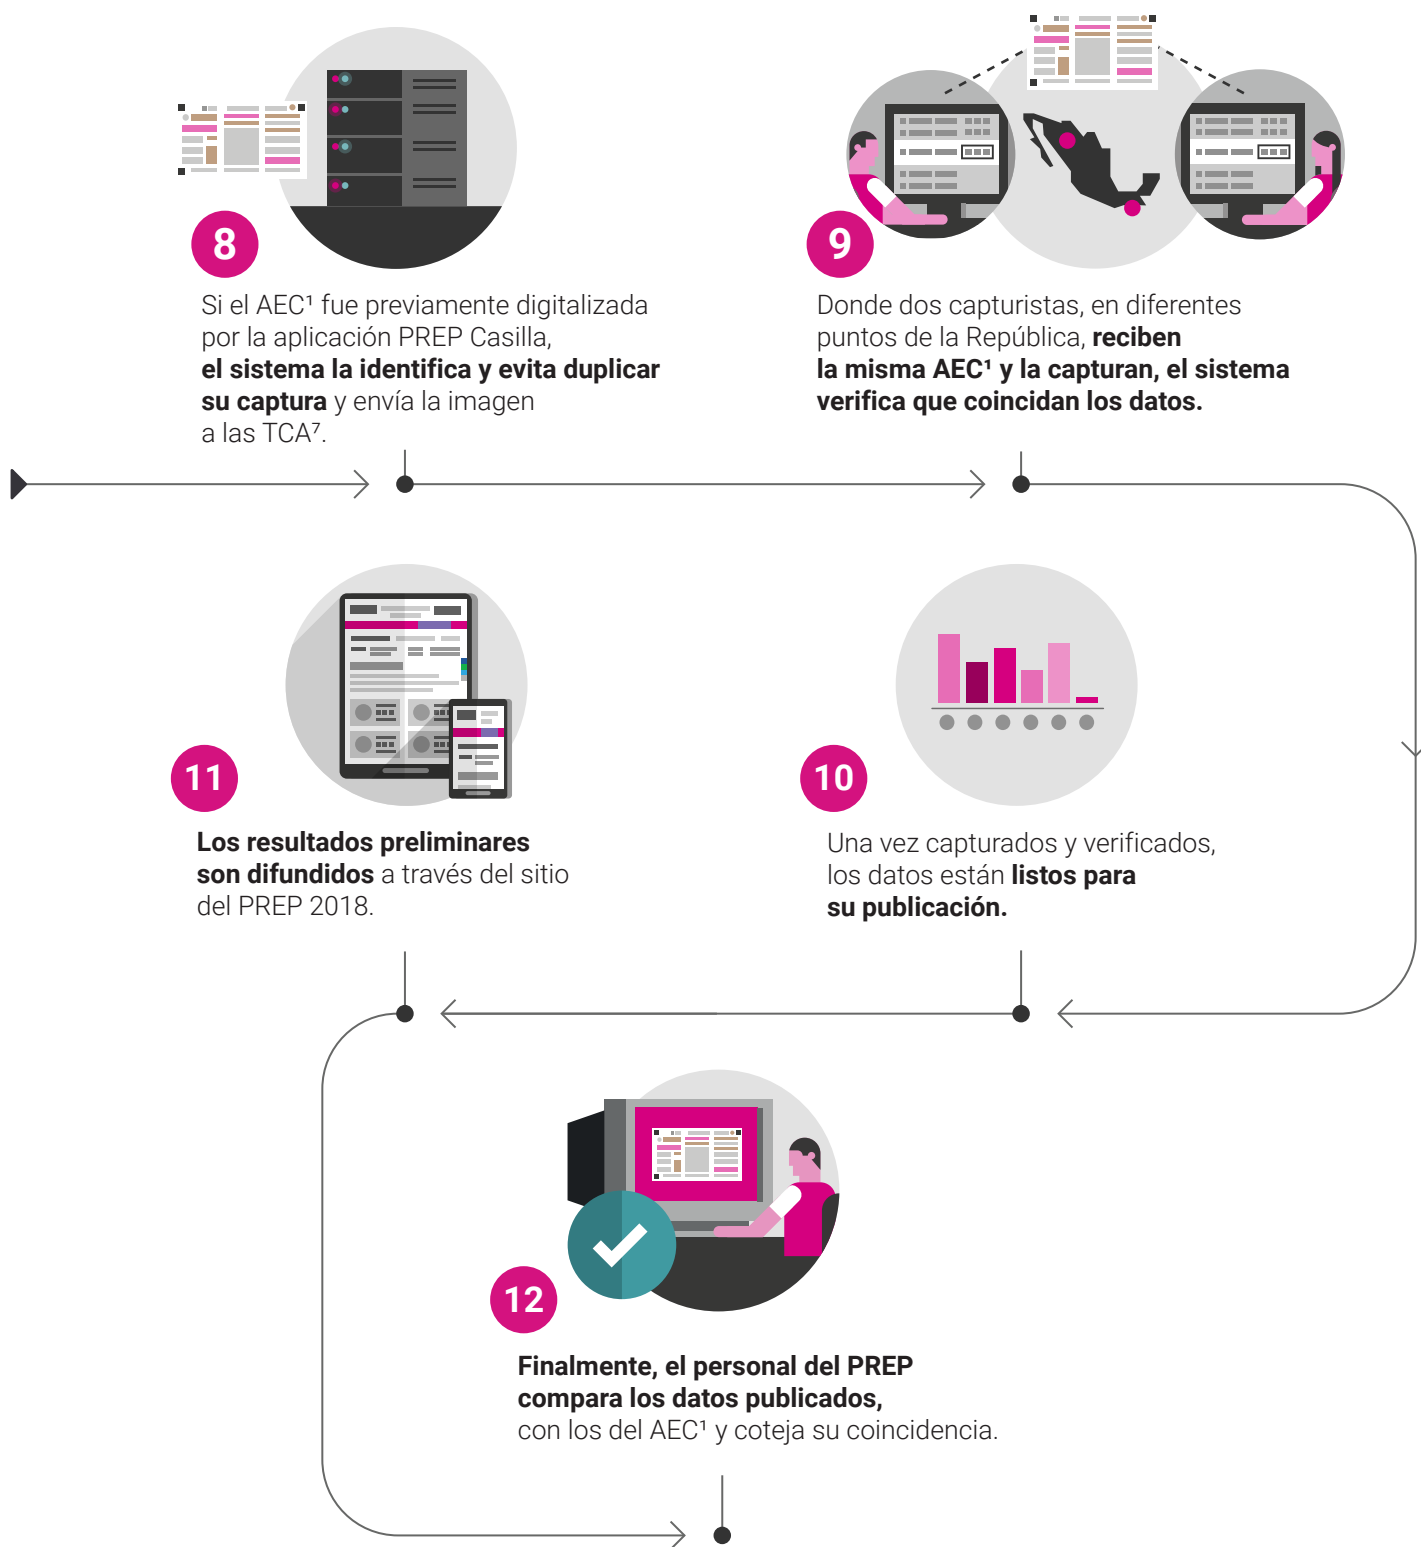 8
Si el AEC¹ fue previamente digitalizada
por la aplicación PREP Casilla,
el sistema la identifica y evita duplicar
su captura y envía la imagen
a las TCA⁷.
9
Donde dos capturistas, en diferentes
puntos de la República, reciben
la misma AEC¹ y la capturan, el sistema
verifica que coincidan los datos.
10
Una vez capturados y verificados,
los datos están listos para
su publicación.
11
Los resultados preliminares
son difundidos a través del sitio
del PREP 2018.
12
Finalmente, el personal del PREP
compara los datos publicados,
con los del AEC¹ y coteja su coincidencia.